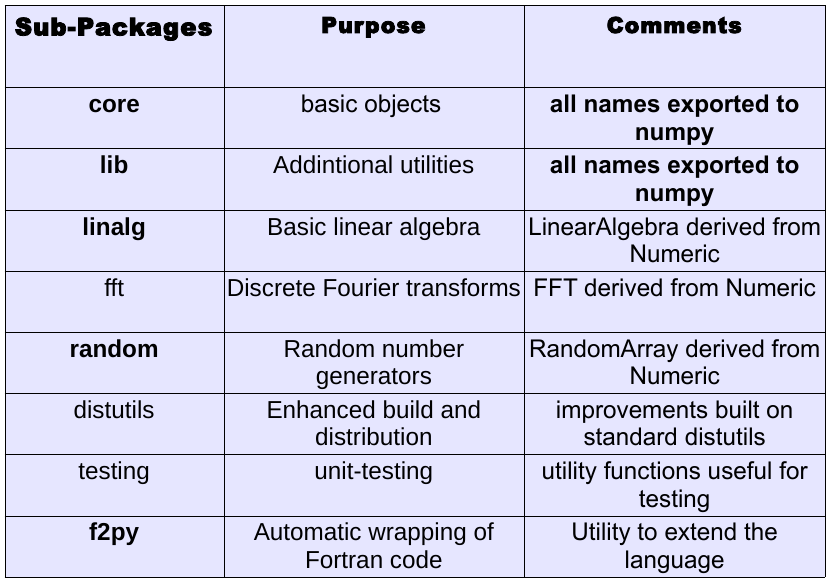 Sub-Packages Purpose Comments
core basic objects all names exported to
numpy
lib Addintional utilities all names exported to
numpy
linalg Basic linear algebra LinearAlgebra derived from
Numeric
fft Discrete Fourier transforms FFT derived from Numeric
random Random number RandomArray derived from
generators Numeric
distutils Enhanced build and improvements built on
distribution standard distutils
testing unit-testing utility functions useful for
testing
f2py Automatic wrapping of Utility to extend the
Fortran code language